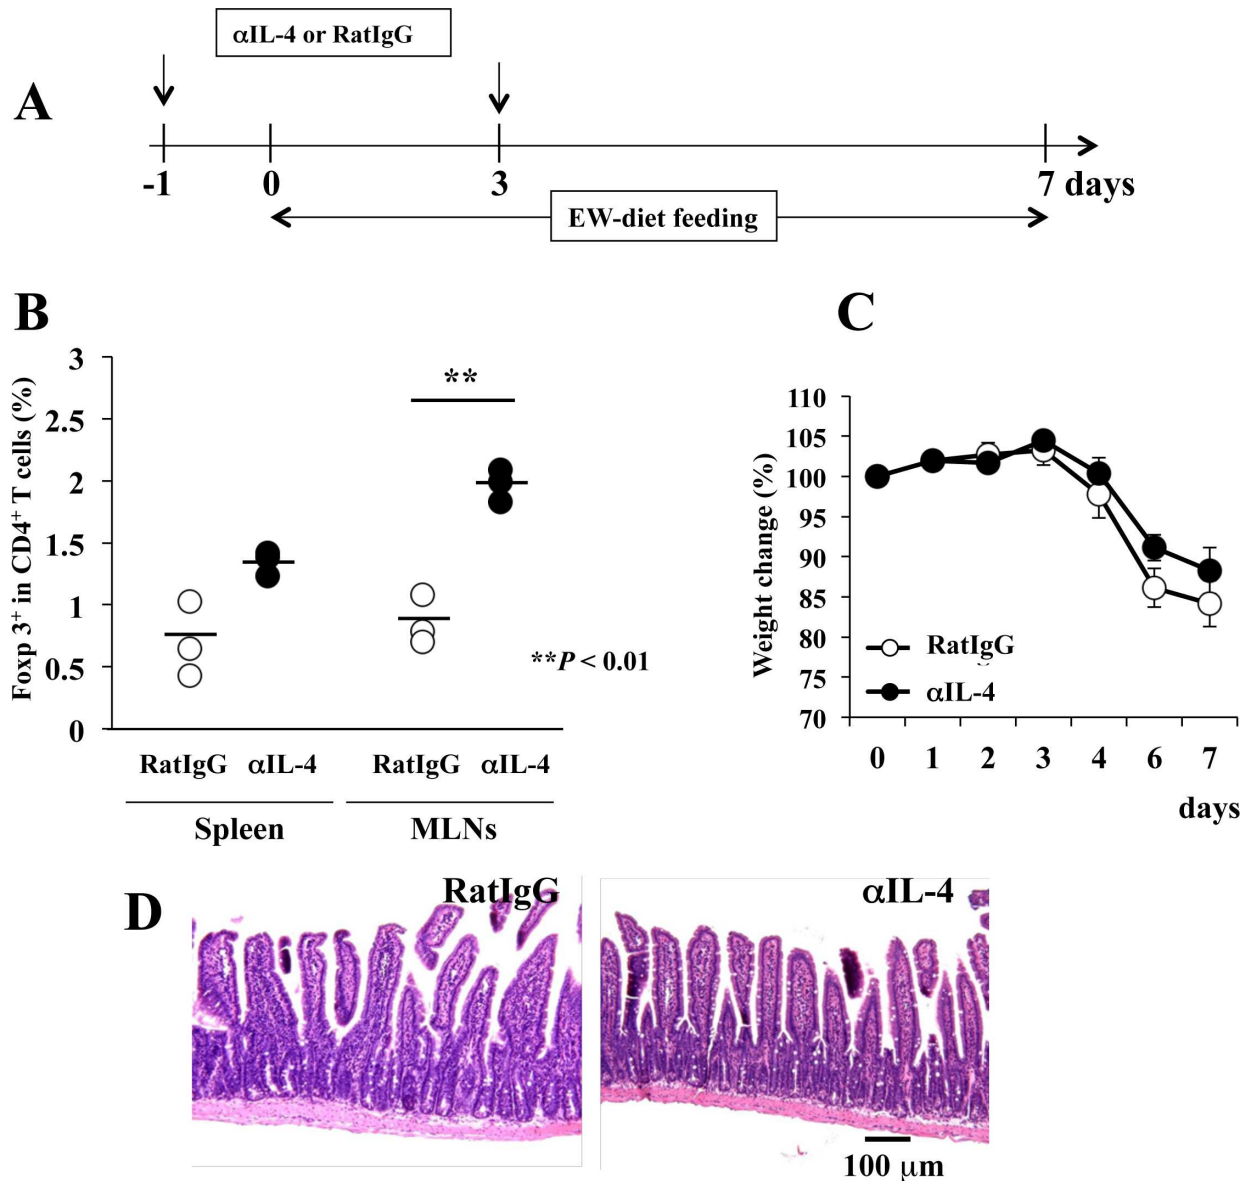 αIL-4 or RatIgG
A
-1 0 3 7 days
EW-diet feeding
B
Foxp 3⁺ in CD4⁺ T cells (%)
3
2.5
2
1.5
1
0.5
0
**
**P < 0.01
RatIgG αIL-4 RatIgG αIL-4
Spleen MLNs
C
Weight change (%)
110
105
100
95
90
85
80
75
70
RatIgG
αIL-4
0 1 2 3 4 6 7
days
D
RatIgG αIL-4
100 μm